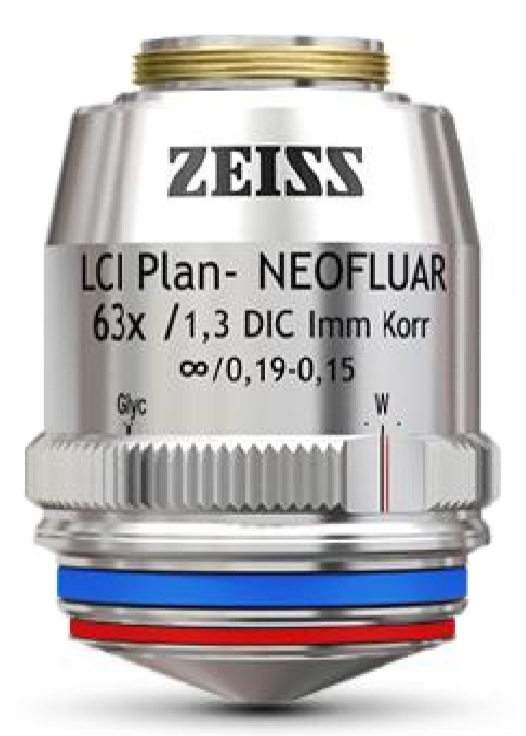 ZEISS
LCI Plan- NEOFLUAR
63x /1,3 DIC Imm Korr
∞/0,19-0,15
Glyc W